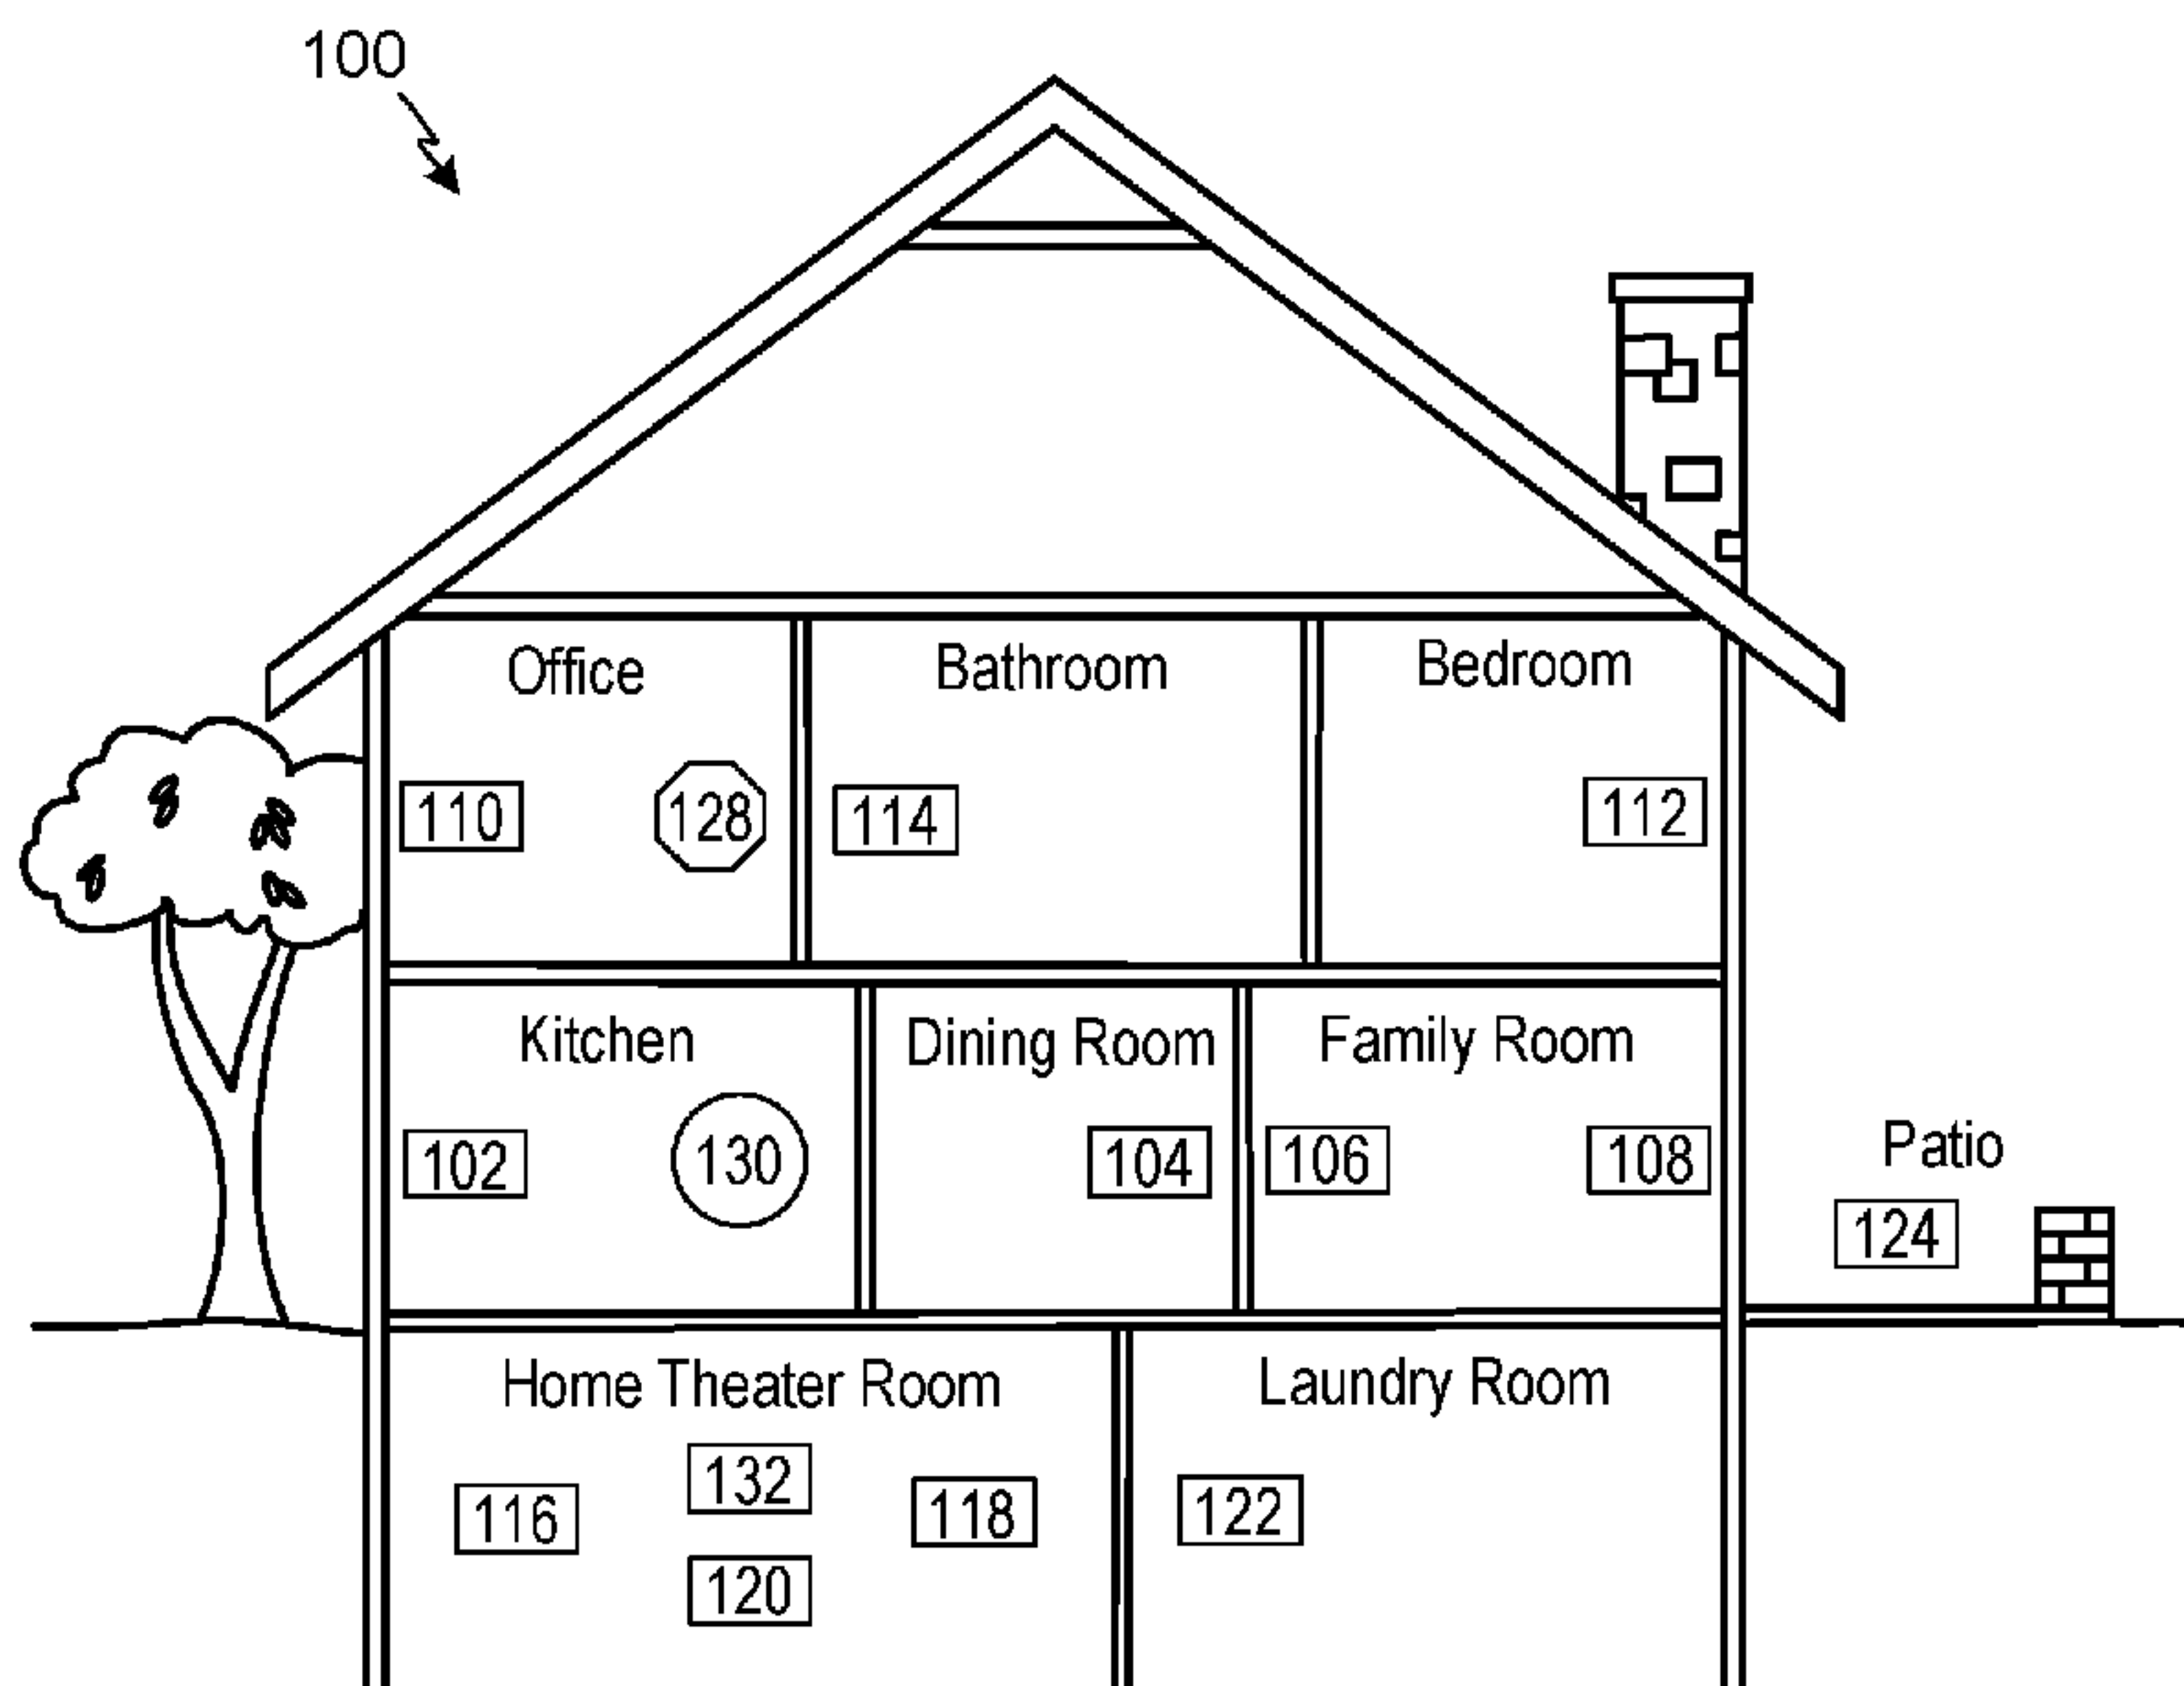 100
Office Bathroom Bedroom
110 128 114 112
Kitchen Dining Room Family Room
102 130 104 106 108
Patio
124
Home Theater Room Laundry Room
116 132 118 122
120